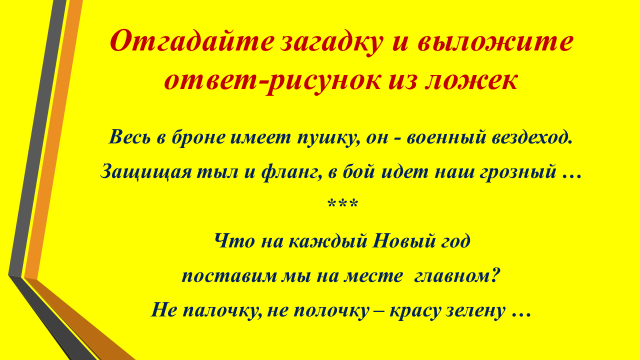 Отгадайте загадку и выложите
ответ-рисунок из ложек
Весь в броне имеет пушку, он - военный вездеход.
Защищая тыл и фланг, в бой идет наш грозный …
***
Что на каждый Новый год
поставим мы на месте главном?
Не палочку, не полочку – красу зелену …